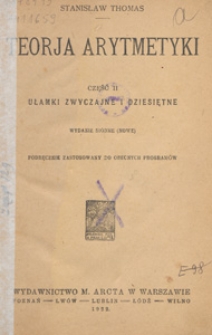 STANISŁAW THOMAS
TEORJA ARYTMETYKI
CZĘŚĆ II
UŁAMKI ZWYCZAJNE I DZIESIĘTNE
WYDANIE (NOWE)
PODRĘCZNIK ZASTOSOWANY DO OBECNYCH PROGRAMÓW
E-98
WYDAWNICTWO M. ARCTA W WARSZAWIE
POZNAŃ — LWÓW — LUBLIN — ŁÓDŹ — WILNO